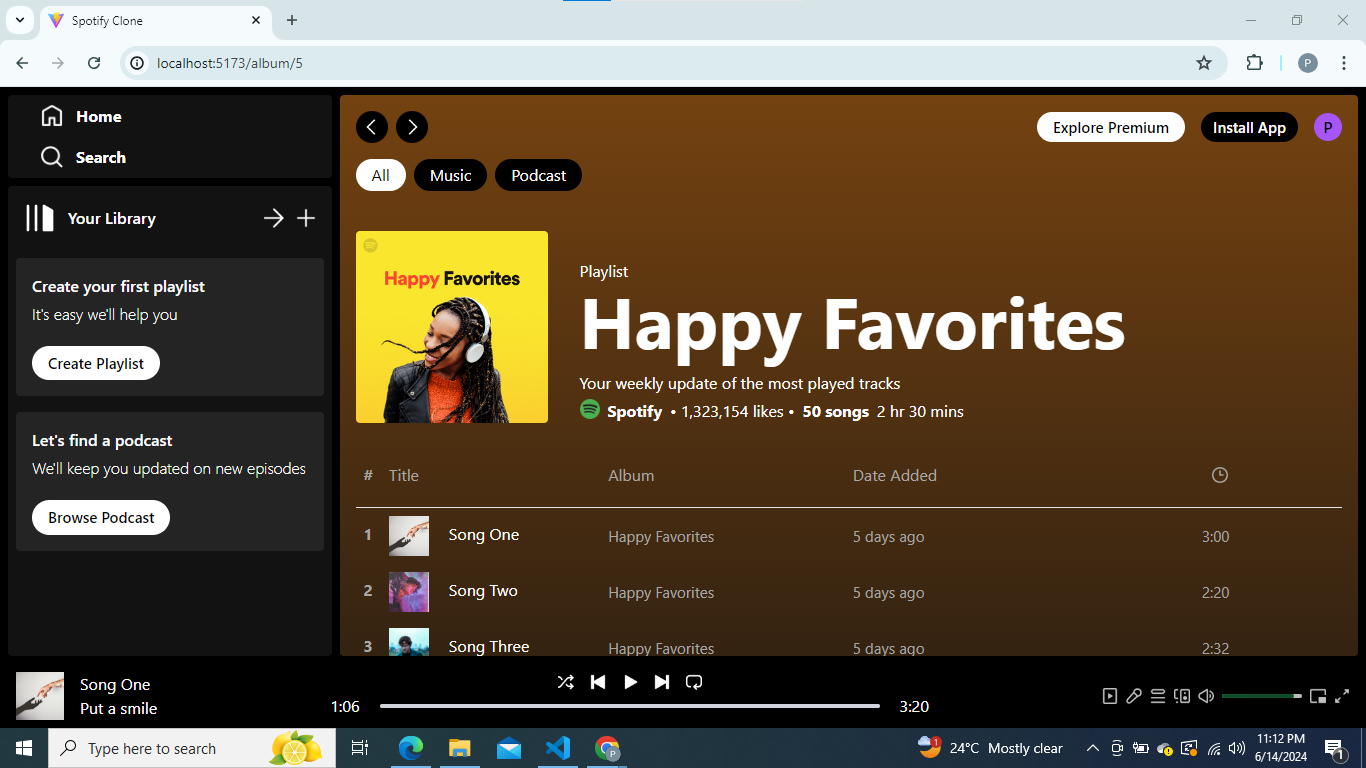 Spotify Clone
localhost:5173/album/5
P
Home
Search
Your Library
Create your first playlist
It's easy we'll help you
Create Playlist
Let's find a podcast
We'll keep you updated on new episodes
Browse Podcast
Explore Premium
Install App
P
All
Music
Podcast
Happy Favorites
Playlist
Happy Favorites
Your weekly update of the most played tracks
Spotify • 1,323,154 likes • 50 songs 2 hr 30 mins
# Title Album Date Added
1 Song One Happy Favorites 5 days ago 3:00
2 Song Two Happy Favorites 5 days ago 2:20
3 Song Three Happy Favorites 5 days ago 2:32
Song One
Put a smile
1:06
3:20
Type here to search
P
1
24°C Mostly clear
11:12 PM
6/14/2024
1